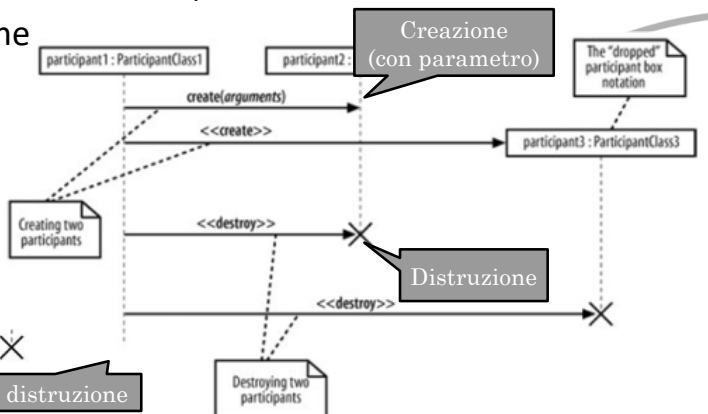 ne
Creazione
(con parametro)
The "dropped"
participant box
notation
participant1 : ParticipantClass1
participant2 :
create(arguments)
<<create>>
participant3 : ParticipantClass3
Creating two
participants
<<destroy>>
Distruzione
<<destroy>>
distruzione
Destroying two
participants